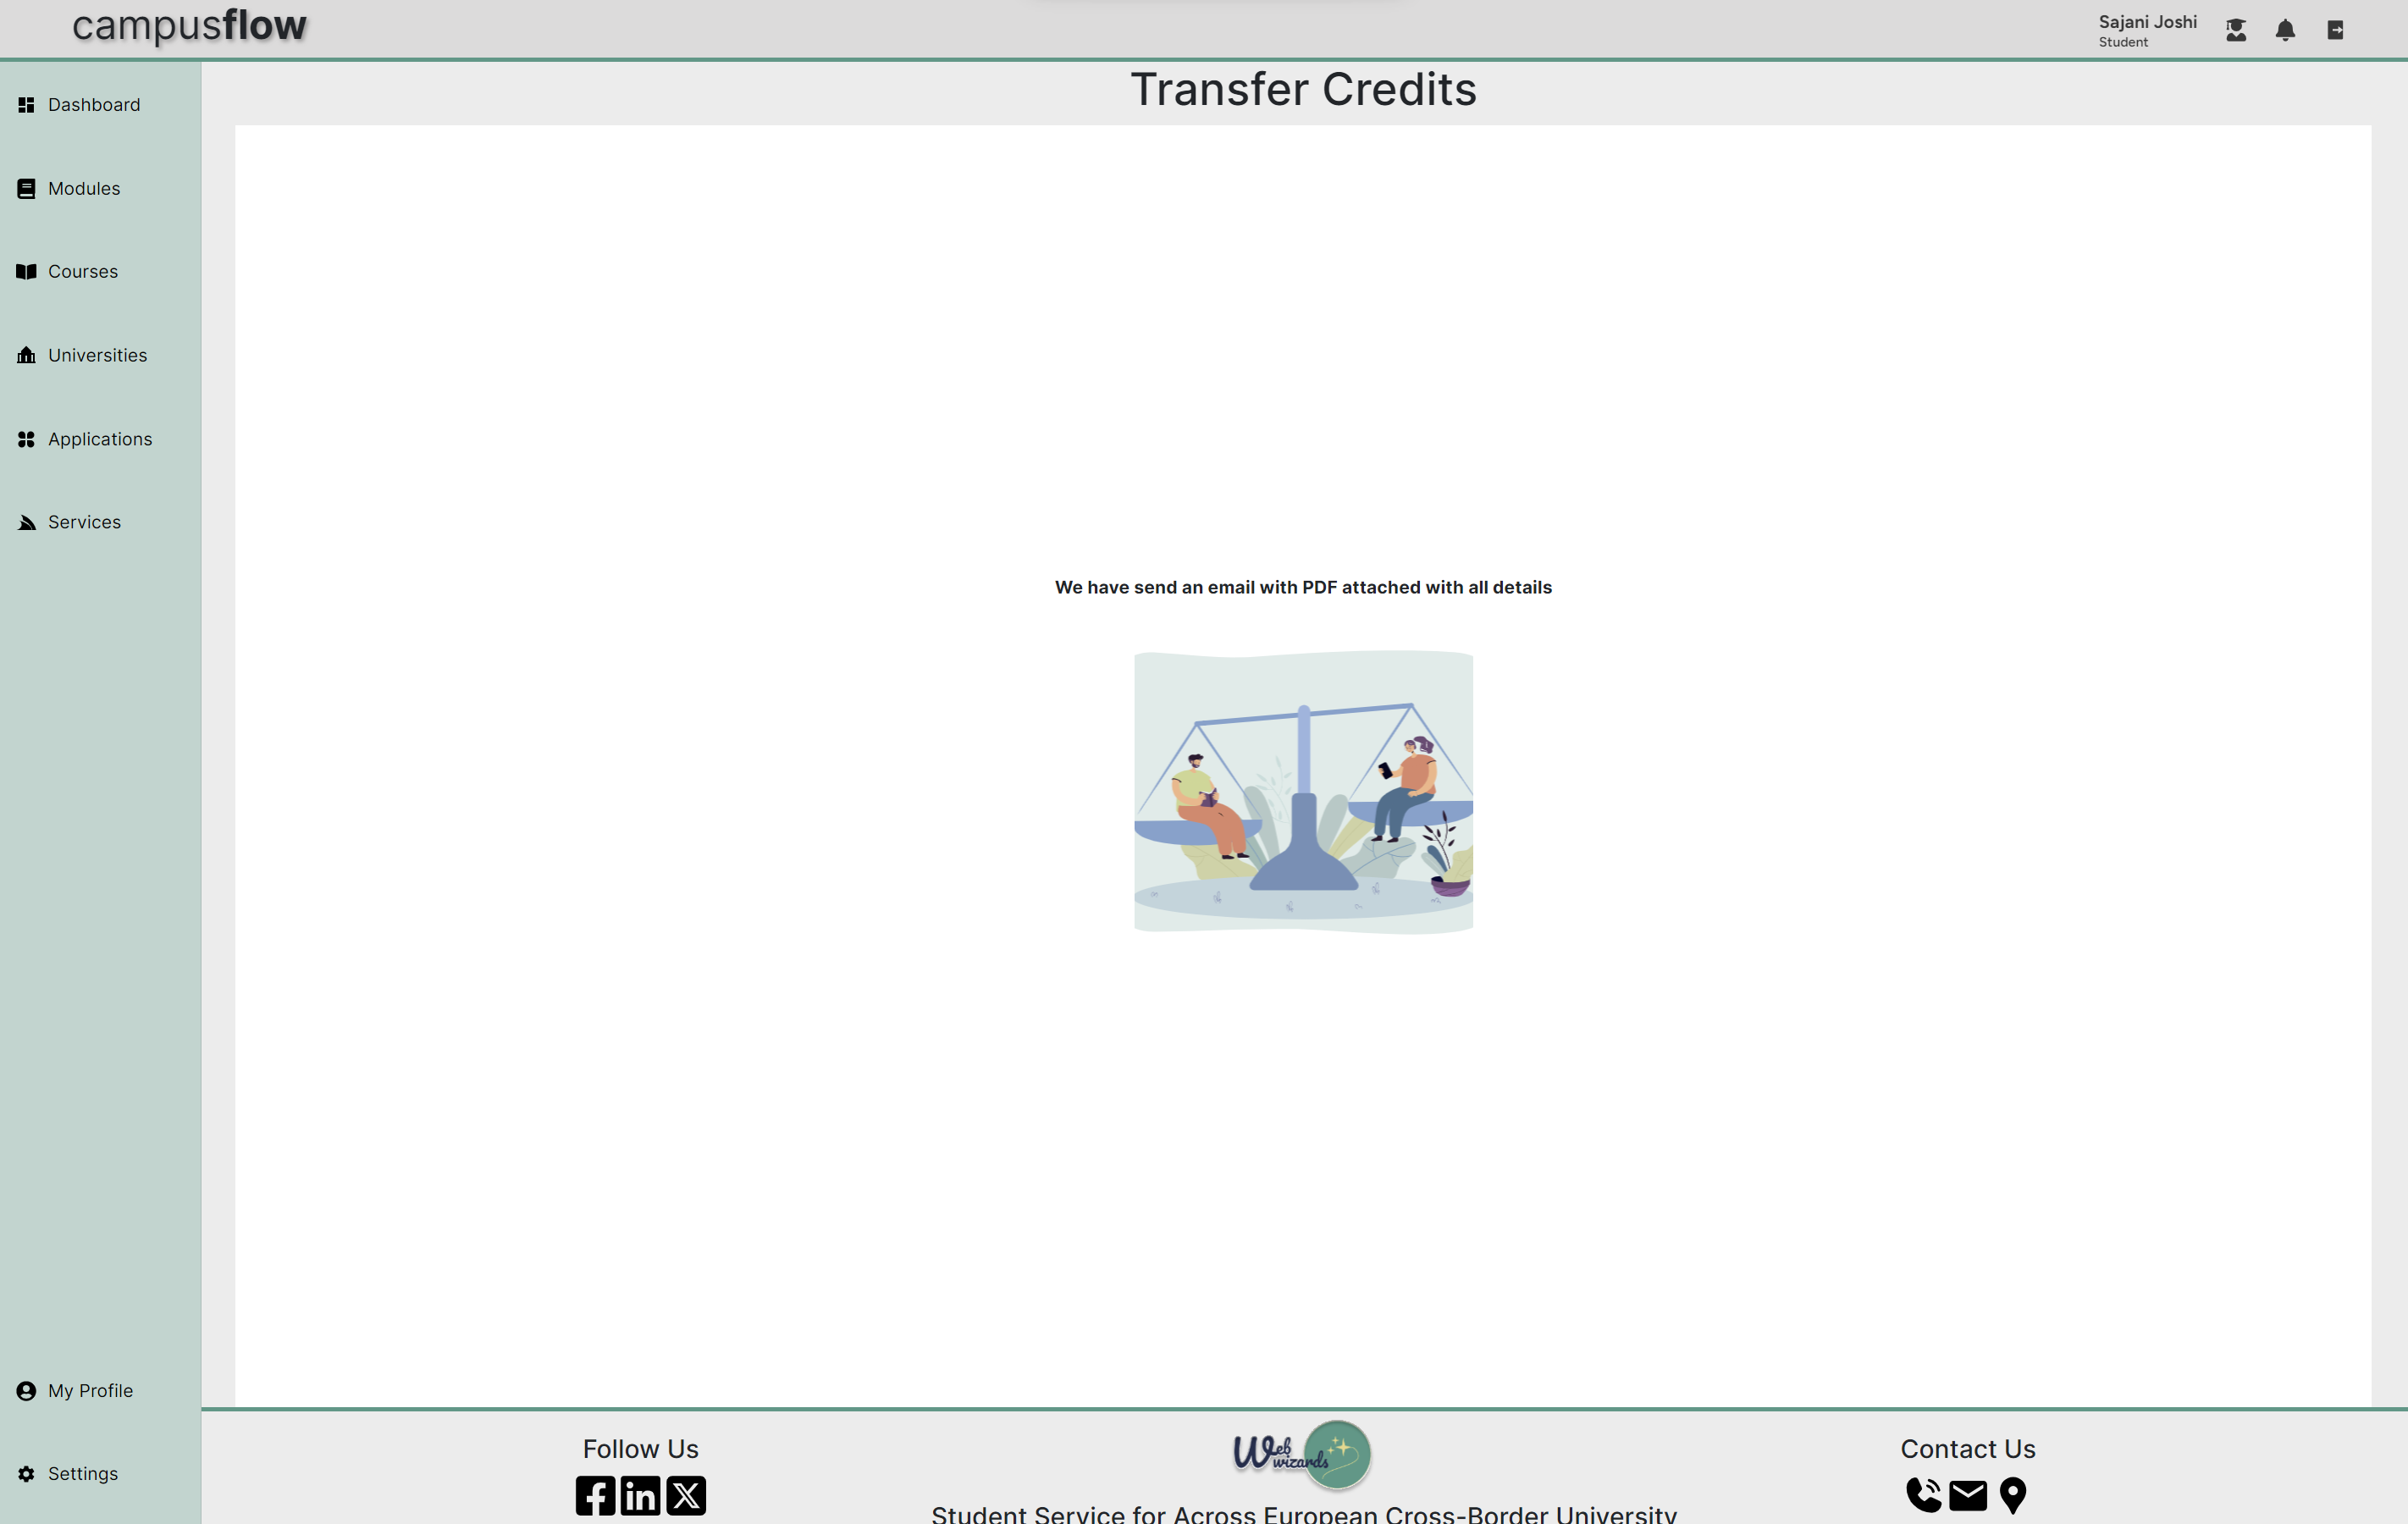 campusflow
Sajani Joshi
Student
Dashboard
Modules
Courses
Universities
Applications
Services
My Profile
Settings
Transfer Credits
We have send an email with PDF attached with all details
Follow Us
Web
wizards
Student Service for Across European Cross-Border University
Contact Us